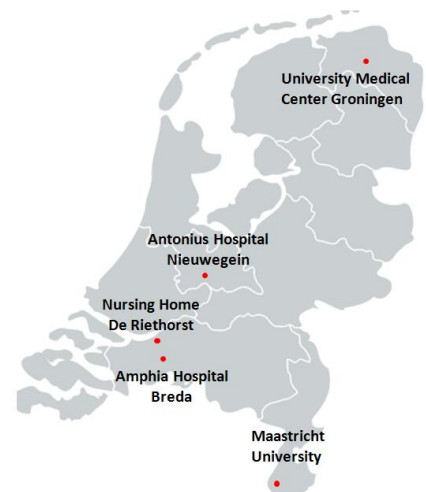 University Medical
Center Groningen
Antonius Hospital
Nieuwegein
Nursing Home
De Riethorst
Amphia Hospital
Breda
Maastricht
University